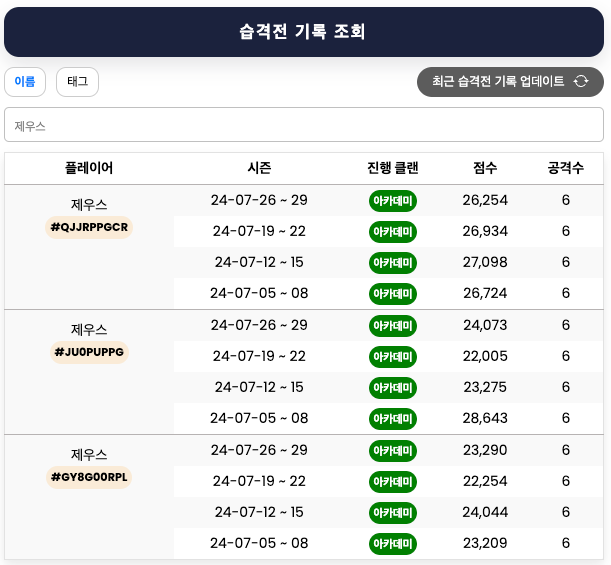 습격전 기록 조회
이름 태그 최근 습격전 기록 업데이트
제우스
플레이어 시즌 진행 클랜 점수 공격수
제우스 24-07-26 ~ 29 아카데미 26,254 6
#QJJRPPGCR 24-07-19 ~ 22 아카데미 26,934 6
24-07-12 ~ 15 아카데미 27,098 6
24-07-05 ~ 08 아카데미 26,724 6
제우스 24-07-26 ~ 29 아카데미 24,073 6
#JU0PUPPG 24-07-19 ~ 22 아카데미 22,005 6
24-07-12 ~ 15 아카데미 23,275 6
24-07-05 ~ 08 아카데미 28,643 6
제우스 24-07-26 ~ 29 아카데미 23,290 6
#GY8G00RPL 24-07-19 ~ 22 아카데미 22,254 6
24-07-12 ~ 15 아카데미 24,044 6
24-07-05 ~ 08 아카데미 23,209 6